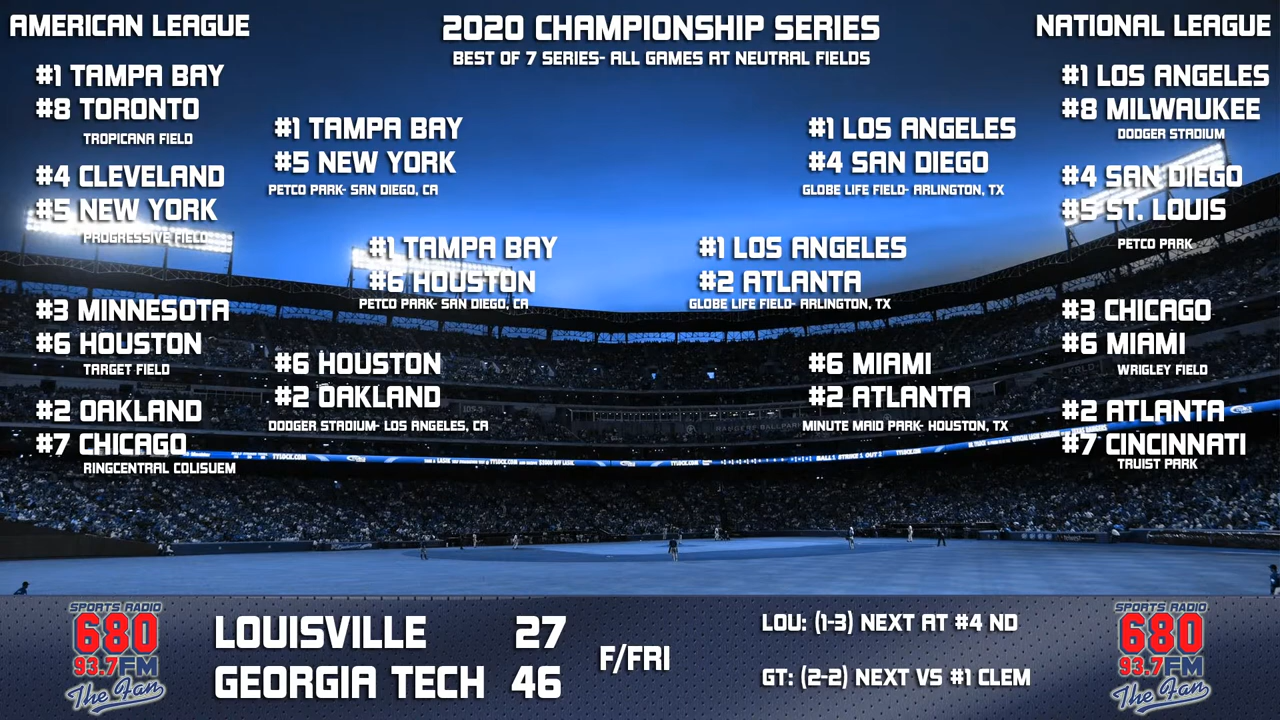 AMERICAN LEAGUE
2020 CHAMPIONSHIP SERIES
NATIONAL LEAGUE
BEST OF 7 SERIES- ALL GAMES AT NEUTRAL FIELDS
#1 TAMPA BAY
#8 TORONTO
TROPICANA FIELD
#4 CLEVELAND
#5 NEW YORK
PROGRESSIVE FIELD
#3 MINNESOTA
#6 HOUSTON
TARGET FIELD
#2 OAKLAND
#7 CHICAGO
RINGCENTRAL COLISUEM
#1 TAMPA BAY
#5 NEW YORK
PETCO PARK- SAN DIEGO, CA
#6 HOUSTON
#2 OAKLAND
DODGER STADIUM- LOS ANGELES, CA
#1 TAMPA BAY
#6 HOUSTON
PETCO PARK- SAN DIEGO, CA
#1 LOS ANGELES
#2 ATLANTA
GLOBE LIFE FIELD- ARLINGTON, TX
#1 LOS ANGELES
#4 SAN DIEGO
GLOBE LIFE FIELD- ARLINGTON, TX
#6 MIAMI
#2 ATLANTA
MINUTE MAID PARK- HOUSTON, TX
#1 LOS ANGELES
#8 MILWAUKEE
DODGER STADIUM
#4 SAN DIEGO
#5 ST. LOUIS
PETCO PARK
#3 CHICAGO
#6 MIAMI
WRIGLEY FIELD
#2 ATLANTA
#7 CINCINNATI
TRUIST PARK
SPORTS RADIO
680
93.7FM
The Fan
LOUISVILLE 27
GEORGIA TECH 46
F/FRI
LOU: (1-3) NEXT AT #4 ND
GT: (2-2) NEXT VS #1 CLEM
SPORTS RADIO
680
93.7FM
The Fan